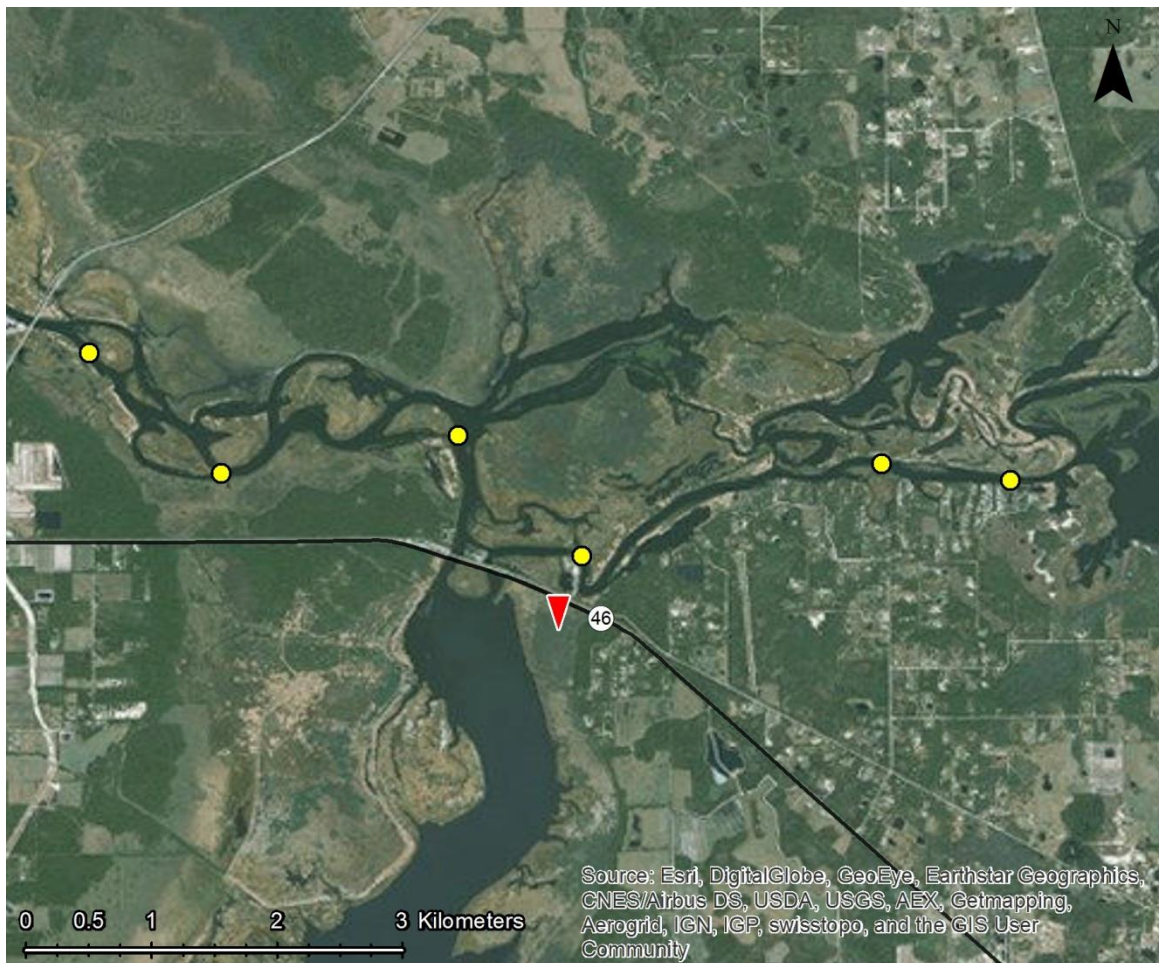 N
46
Source: Esri, DigitalGlobe, GeoEye, Earthstar Geographics,
CNES/Airbus DS, USDA, USGS, AEX, Getmapping,
Aerogrid, IGN, IGP, swisstopo, and the GIS User
Community
0 0.5 1 2 3 Kilometers